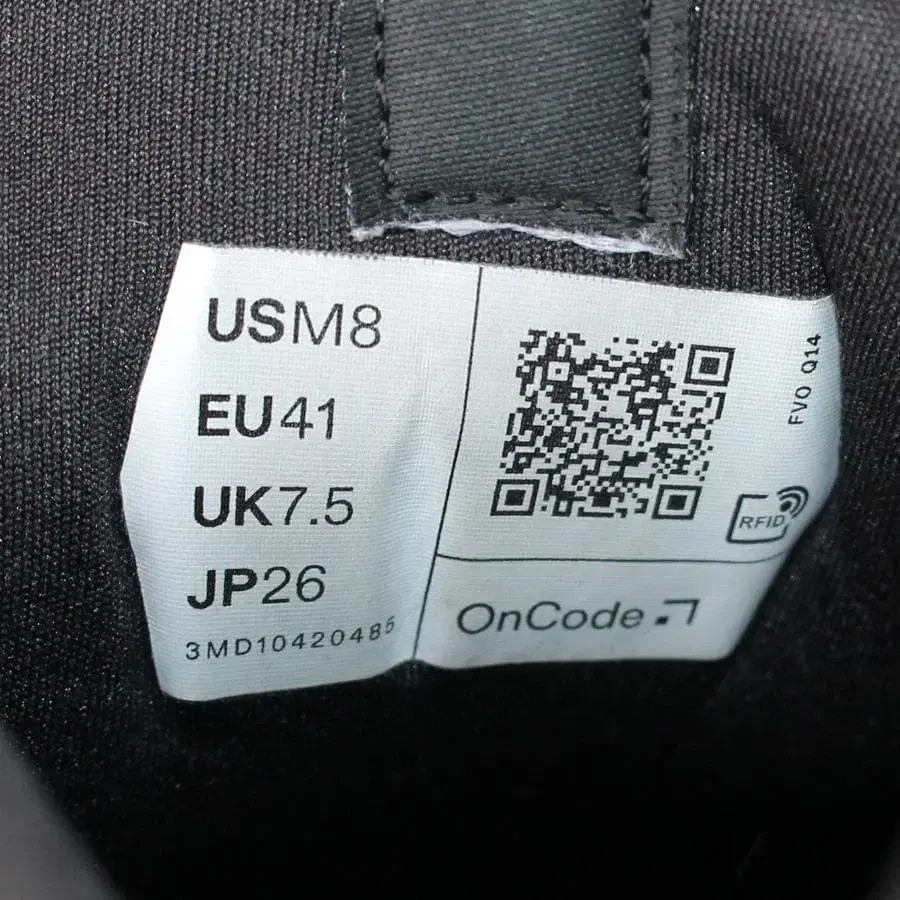 USM8
EU41
UK7.5
JP26
3MD10420485
FVO Q14
RFID
OnCode